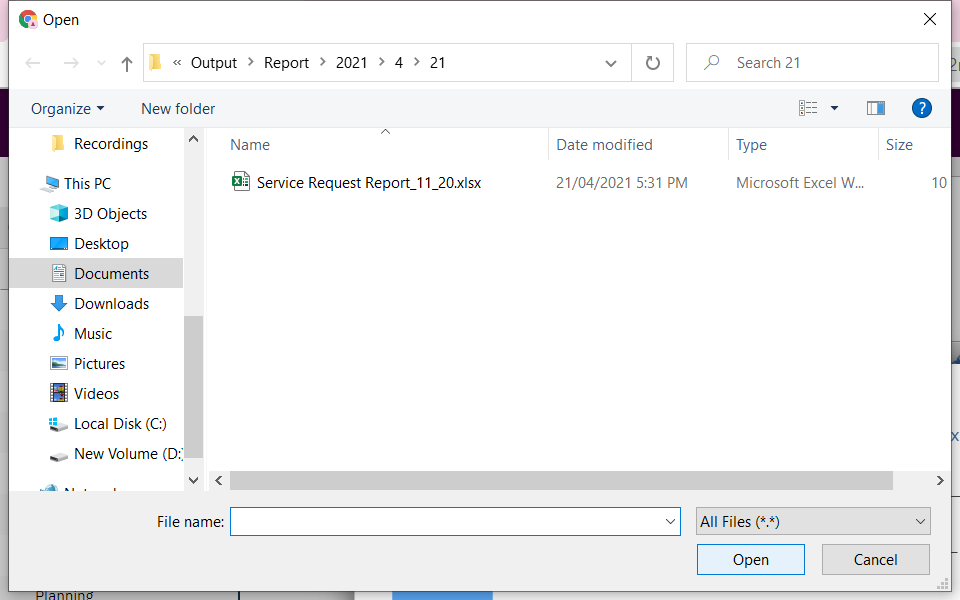 Open
« Output > Report > 2021 > 4 > 21
Search 21
Organize
New folder
Name
Date modified
Type
Size
Recordings
This PC
3D Objects
Desktop
Documents
Downloads
Music
Pictures
Videos
Local Disk (C:)
New Volume (D:
Service Request Report_11_20.xlsx
21/04/2021 5:31 PM
Microsoft Excel W...
10
File name:
All Files (*.*)
Open
Cancel
Planning